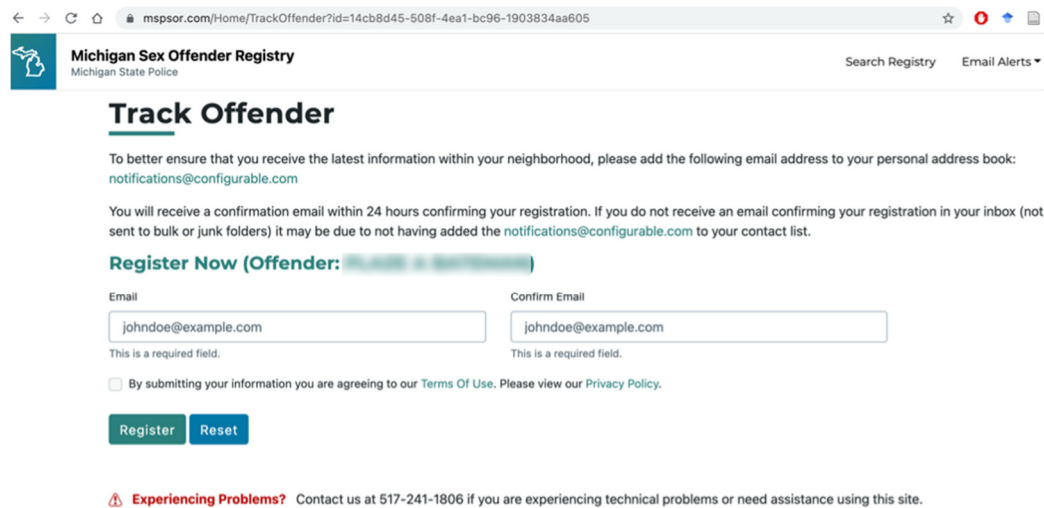 mspsor.com/Home/TrackOffender?id=14cb8d45-508f-4ea1-bc96-1903834aa605
Michigan Sex Offender Registry
Michigan State Police
Search Registry Email Alerts
Track Offender
To better ensure that you receive the latest information within your neighborhood, please add the following email address to your personal address book:
notifications@configurable.com
You will receive a confirmation email within 24 hours confirming your registration. If you do not receive an email confirming your registration in your inbox (not
sent to bulk or junk folders) it may be due to not having added the notifications@configurable.com to your contact list.
Register Now (Offender: )
Email Confirm Email
johndoe@example.com johndoe@example.com
This is a required field. This is a required field.
By submitting your information you are agreeing to our Terms Of Use. Please view our Privacy Policy.
Register Reset
Experiencing Problems? Contact us at 517-241-1806 if you are experiencing technical problems or need assistance using this site.